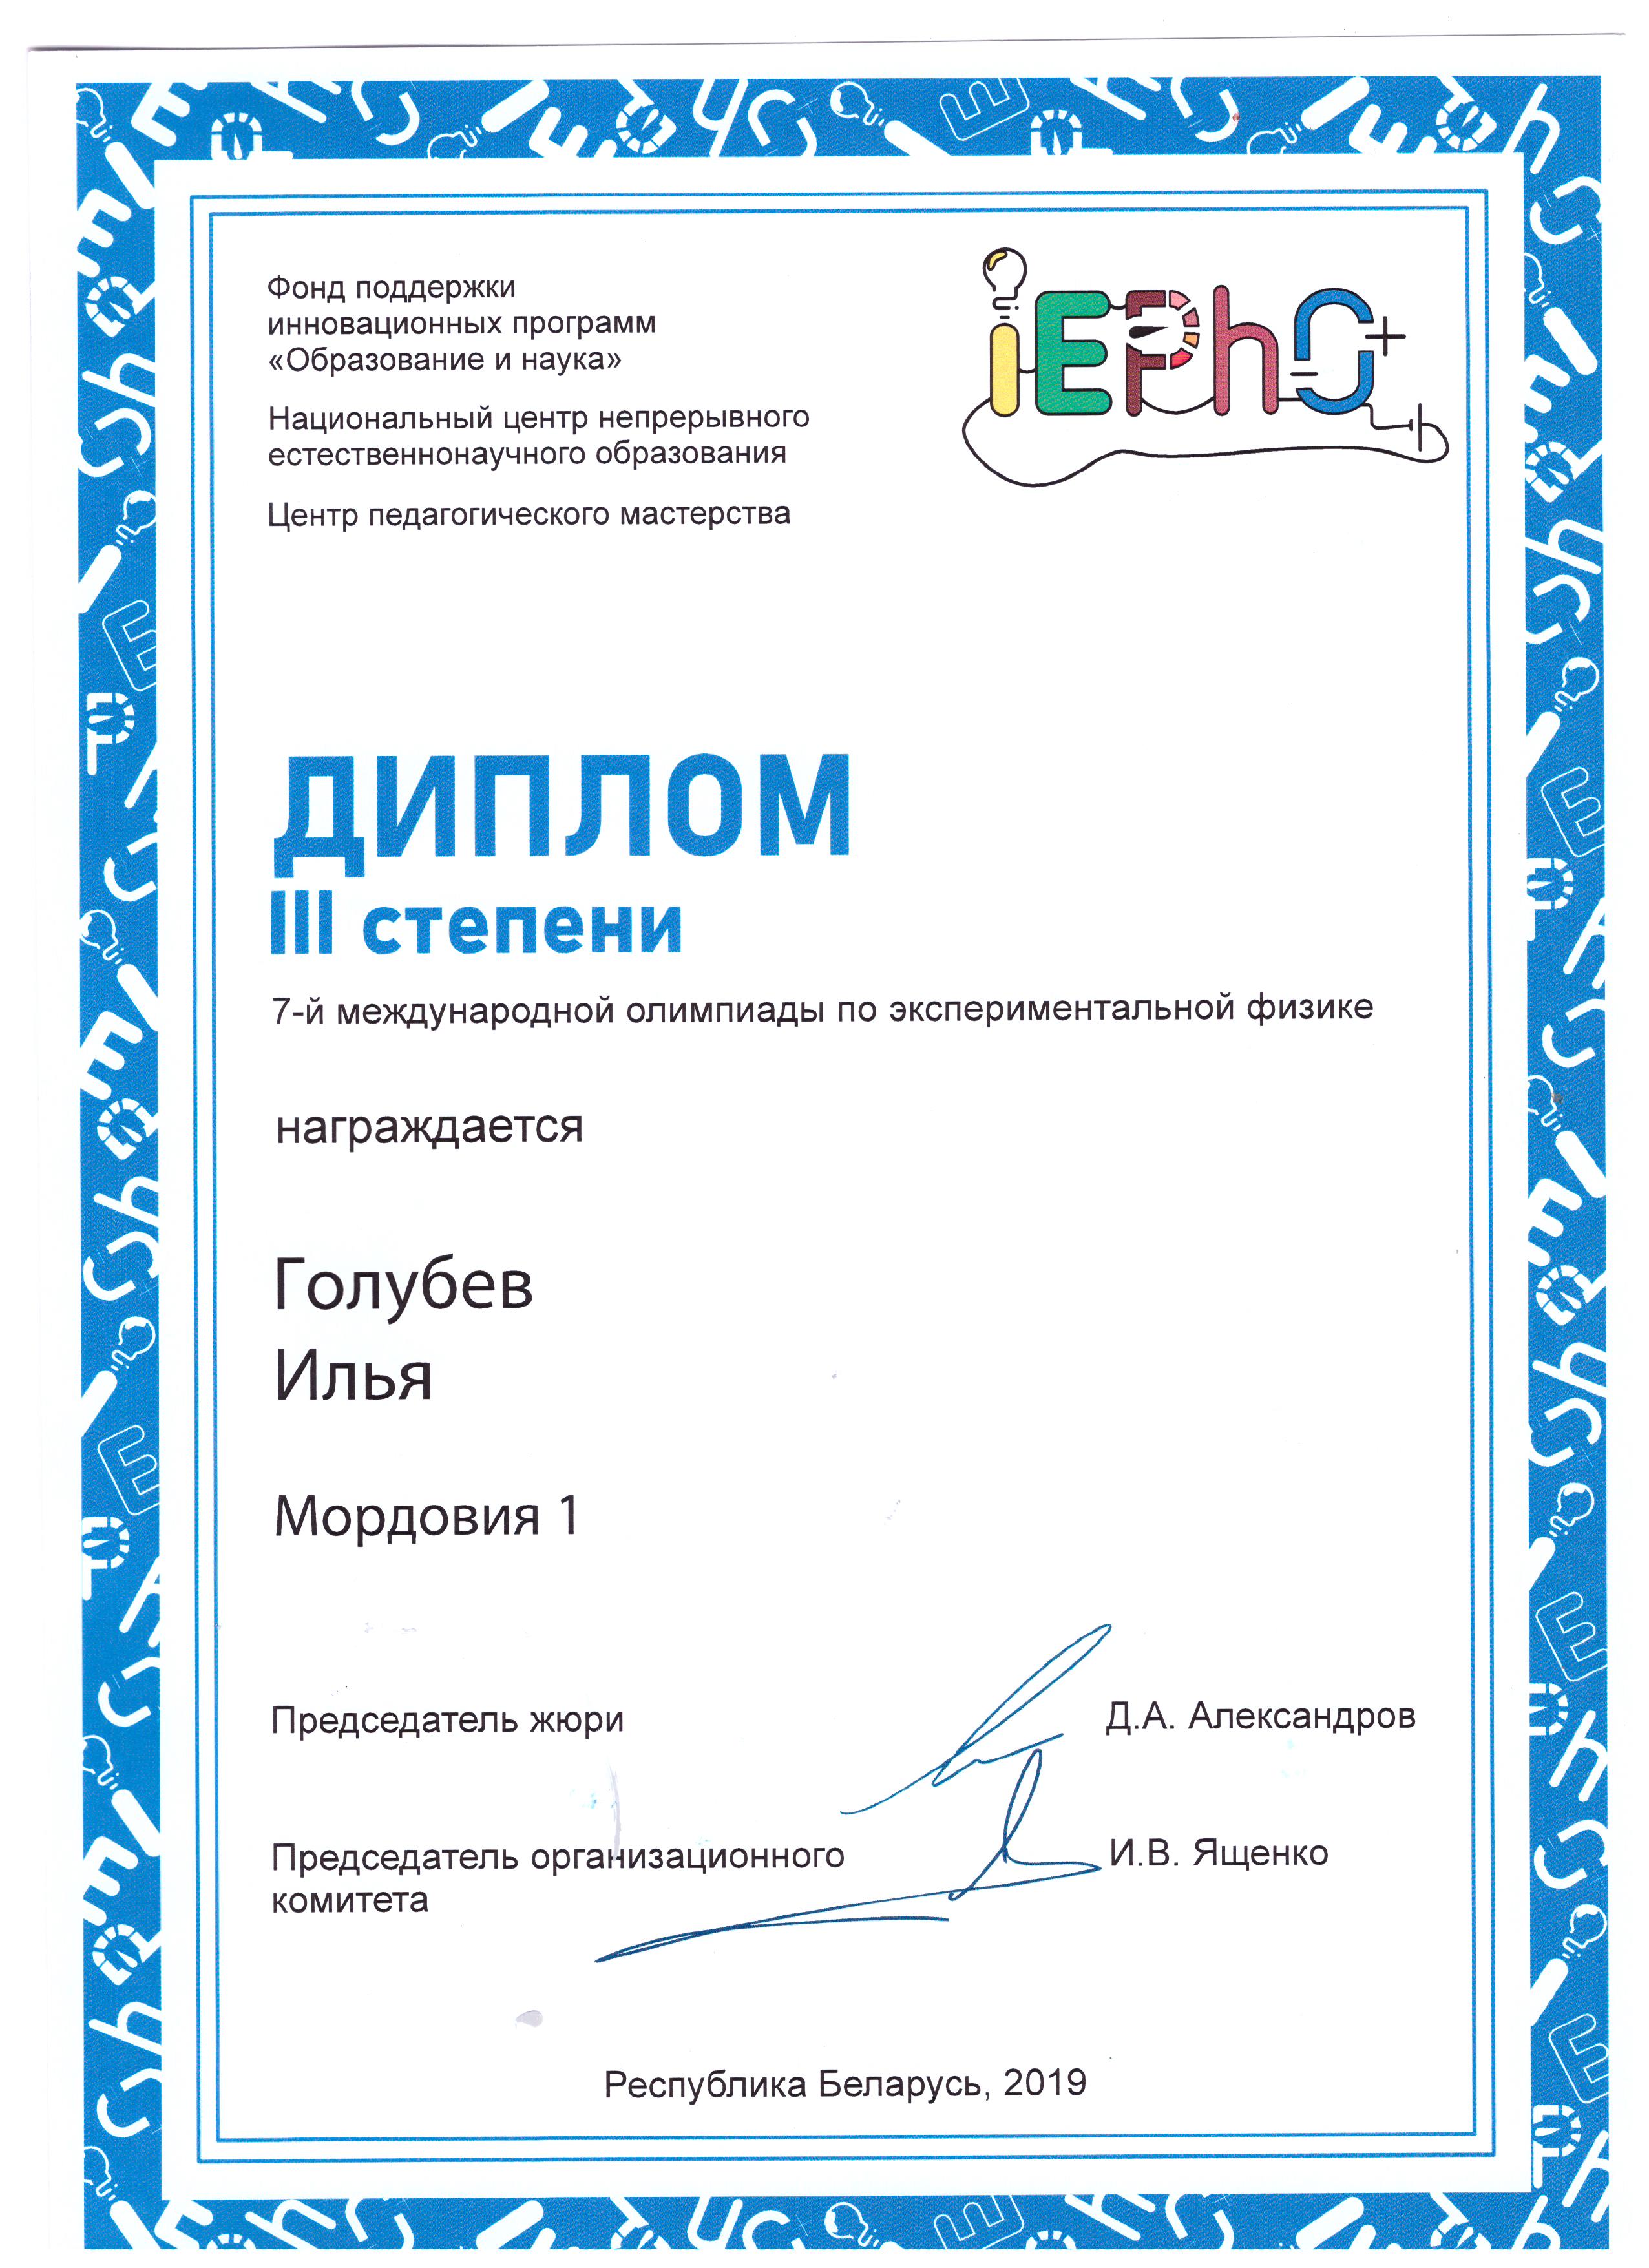 Фонд поддержки
инновационных программ
«Образование и наука»
Национальный центр непрерывного
естественнонаучного образования
Центр педагогического мастерства
iEPhO
ДИПЛОМ
III степени
7-й международной олимпиады по экспериментальной физике
награждается
Голубев
Илья
Мордовия 1
Председатель жюри
Д.А. Александров
Председатель организационного
комитета
И.В. Ященко
Республика Беларусь, 2019